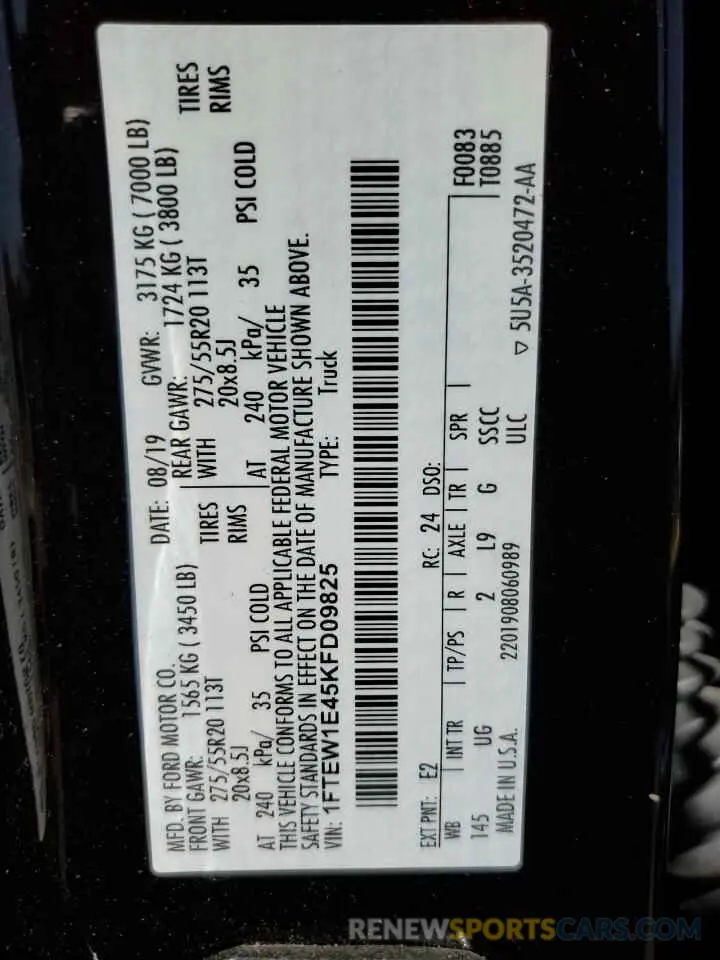 MFD. BY FORD MOTOR CO.
DATE: 08/19 GVWR: 3175 KG ( 7000 LB)
FRONT GAWR: 1565 KG ( 3450 LB)
REAR GAWR: 1724 KG ( 3800 LB)
WITH 275/55R20 113T TIRES
WITH 275/55R20 113T TIRES
20x8.5J RIMS
20x8.5J RIMS
AT 240 kPa/ 35 PSI COLD
AT 240 kPa/ 35 PSI COLD
THIS VEHICLE CONFORMS TO ALL APPLICABLE FEDERAL MOTOR VEHICLE
SAFETY STANDARDS IN EFFECT ON THE DATE OF MANUFACTURE SHOWN ABOVE.
VIN: 1FTEW1E45KFD09825 TYPE: Truck
EXT PNT: E2 RC: 24 DSO: F0083
T0885
WB INT TR TP/PS R AXLE TR SPR
145 UG 2 L9 G SSCC
ULC
MADE IN U.S.A. 2201908060989 ▽ 5U5A-3520472-AA
RENEWSPORTSCARS.COM